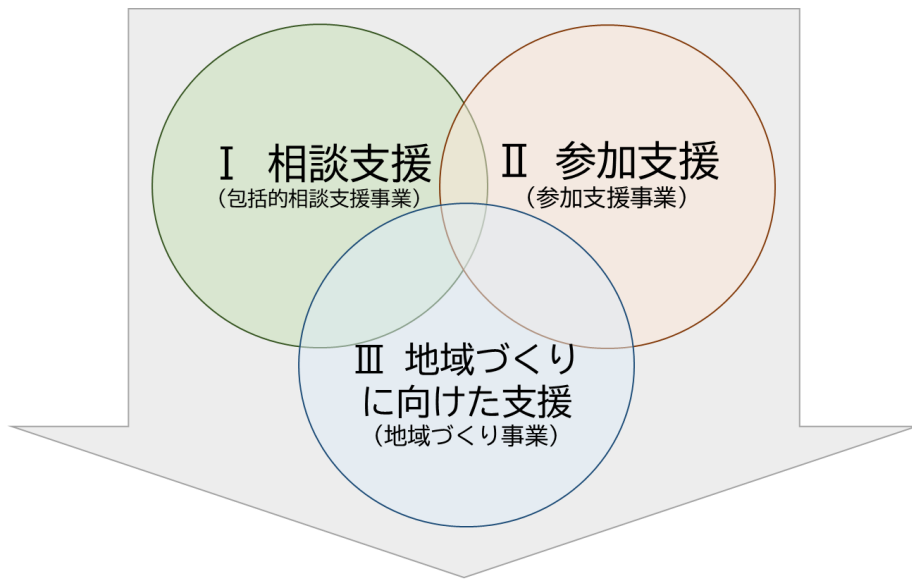 Ⅰ 相談支援
（包括的相談支援事業）
Ⅱ 参加支援
（参加支援事業）
Ⅲ 地域づくり
に向けた支援
（地域づくり事業）